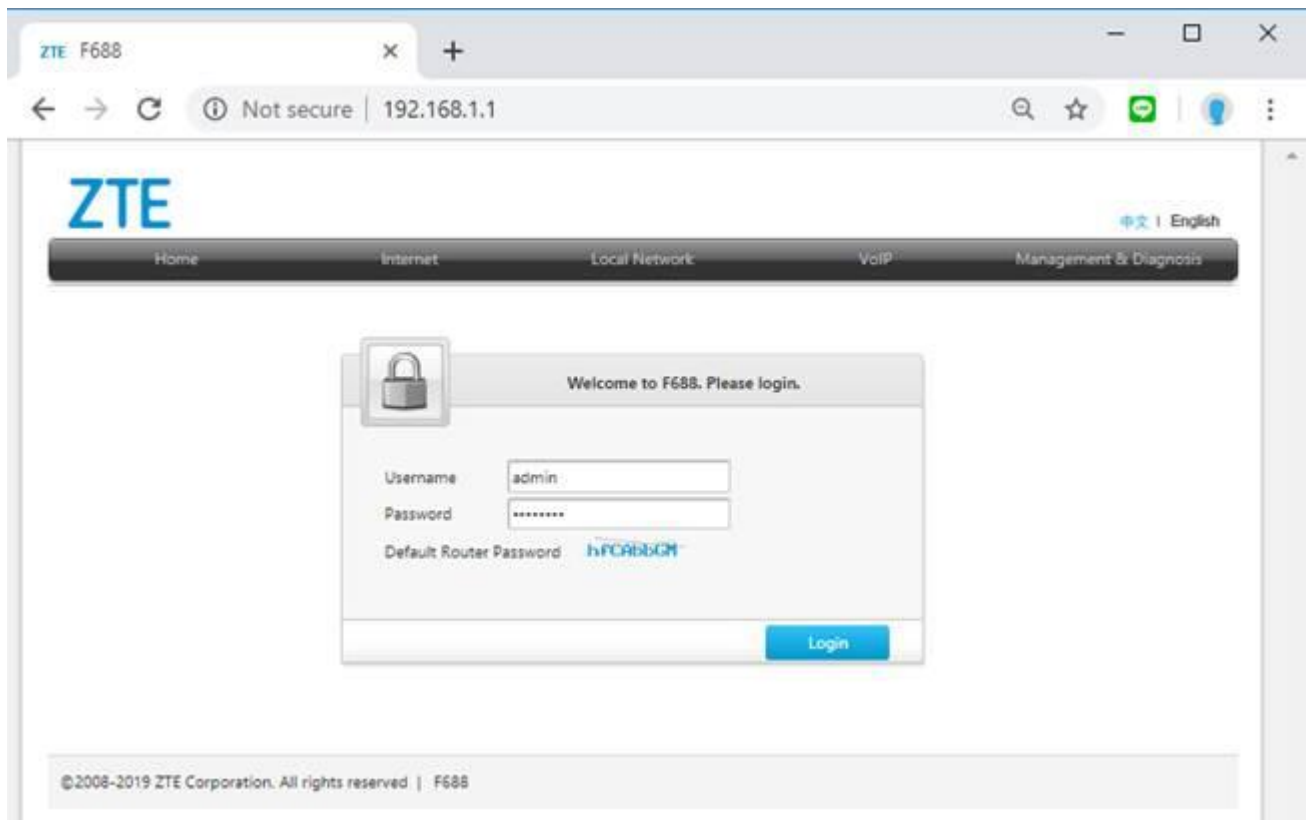 ZTE F688
Not secure | 192.168.1.1
ZTE
中文 | English
Home Internet Local Network VoIP Management & Diagnosis
Welcome to F688. Please login.
Username admin
Password ••••••••
Default Router Password
Login
©2008-2019 ZTE Corporation. All rights reserved | F688